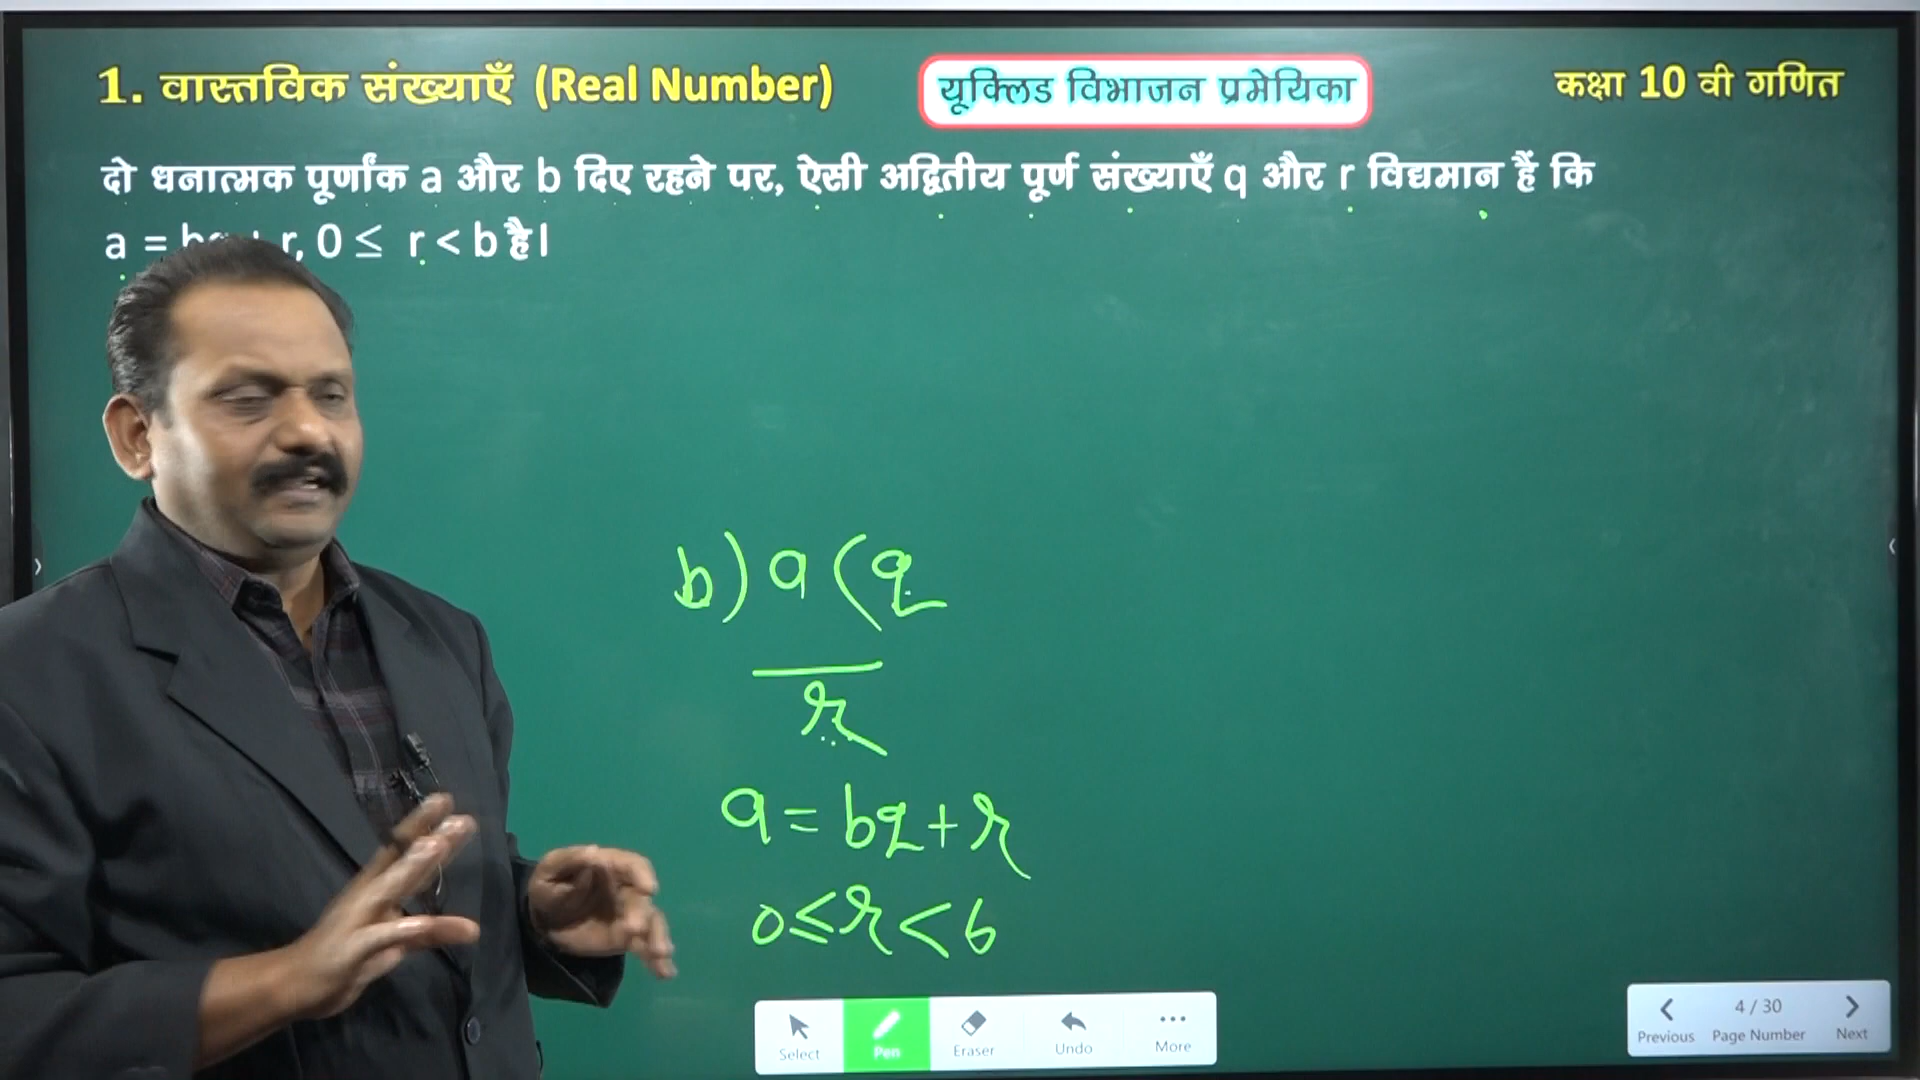 1. वास्तविक संख्याएँ (Real Number)
यूक्लिड विभाजन प्रमेयिका
कक्षा 10 वी गणित
दो धनात्मक पूर्णांक a और b दिए रहने पर, ऐसी अद्वितीय पूर्ण संख्याएँ q और r विद्यमान हैं कि
a = r, 0 ≤ r < b है।
b) a (q
r
a = bq + r
0 ≤ r < b
Select Pen Eraser Undo More
4 / 30
Previous Page Number Next